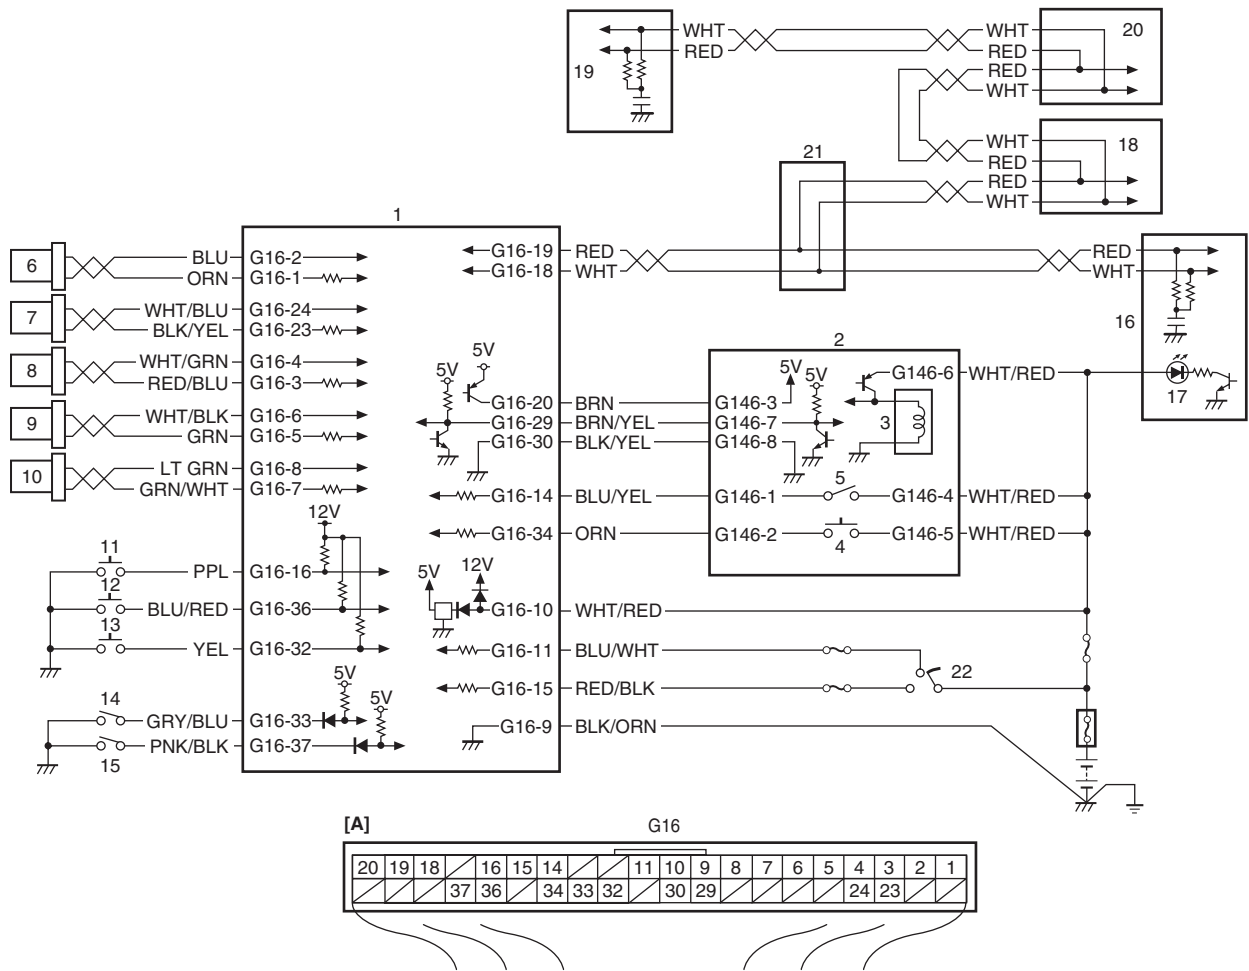 19 WHT RED WHT RED 20
RED WHT
WHT RED 18
21 RED WHT
1
6 BLU G16-2 G16-19 RED RED
ORN G16-1 G16-18 WHT WHT
7 WHT/BLU G16-24
BLK/YEL G16-23 16
8 WHT/GRN G16-4 5V 2
RED/BLU G16-3 5V 5V 5V G146-6 WHT/RED 17
G16-20 BRN G146-3
9 WHT/BLK G16-6 G16-29 BRN/YEL G146-7 3
GRN G16-5 G16-30 BLK/YEL G146-8
10 LT GRN G16-8
GRN/WHT G16-7 5
G16-14 BLU/YEL G146-1 G146-4 WHT/RED
12V
G16-34 ORN G146-2 4 G146-5 WHT/RED
11 PPL G16-16 5V 12V
12 BLU/RED G16-36 G16-10 WHT/RED
13 YEL G16-32 G16-11 BLU/WHT
5V 22
14 5V G16-15 RED/BLK
GRY/BLU G16-33 G16-9 BLK/ORN
PNK/BLK G16-37
15
[A] G16
20 19 18 16 15 14 11 10 9 8 7 6 5 4 3 2 1
37 36 34 33 32 30 29 24 23